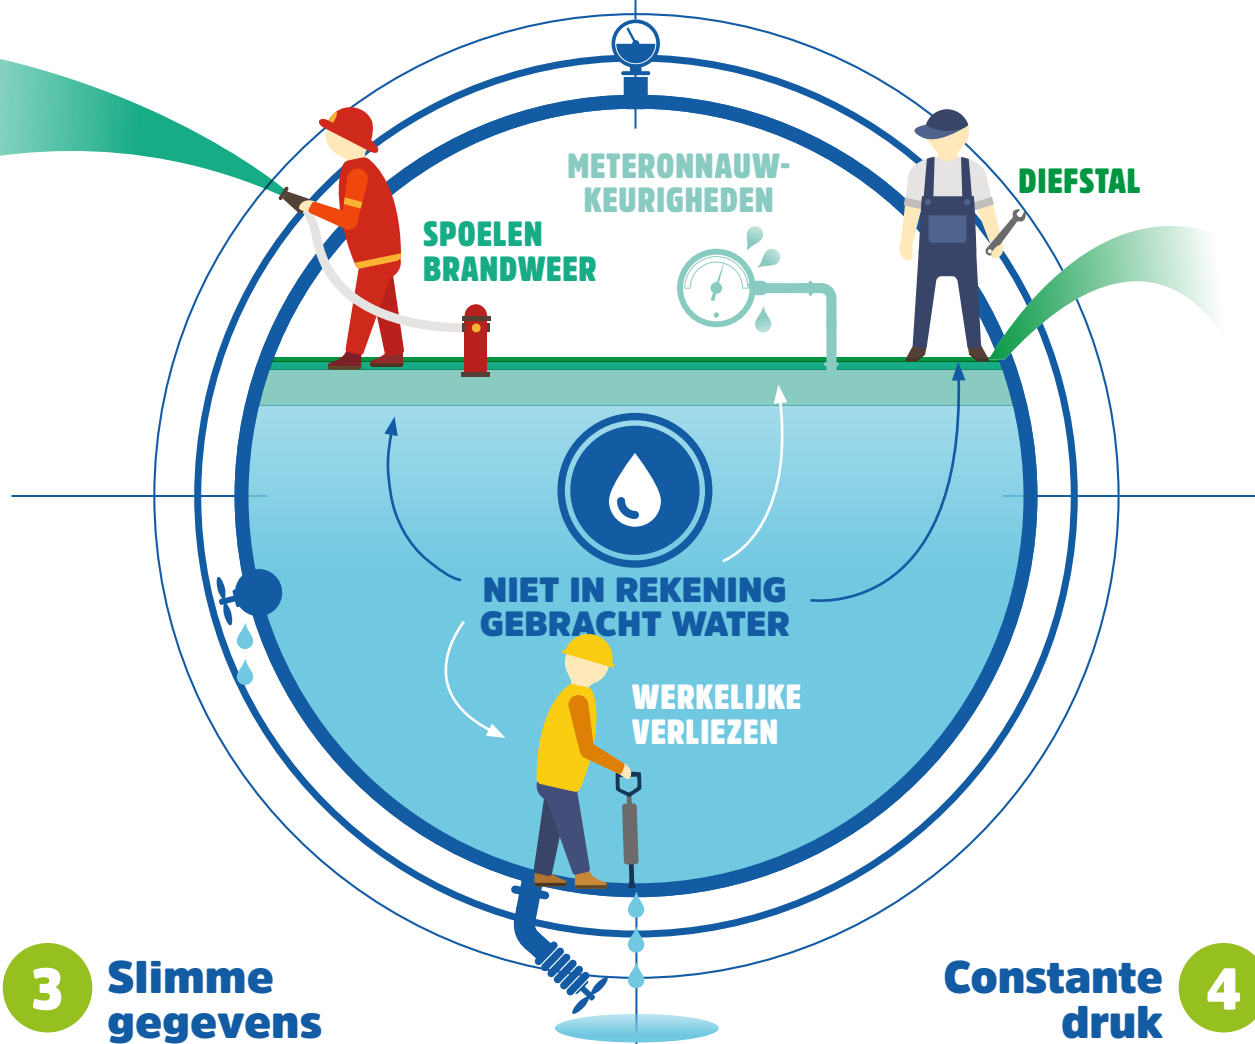 METERONNAUW-
KEURIGHEDEN
DIEFSTAL
SPOELEN
BRANDWEER
NIET IN REKENING
GEBRACHT WATER
WERKELIJKE
VERLIEZEN
3
Slimme
gegevens
Constante
druk
4